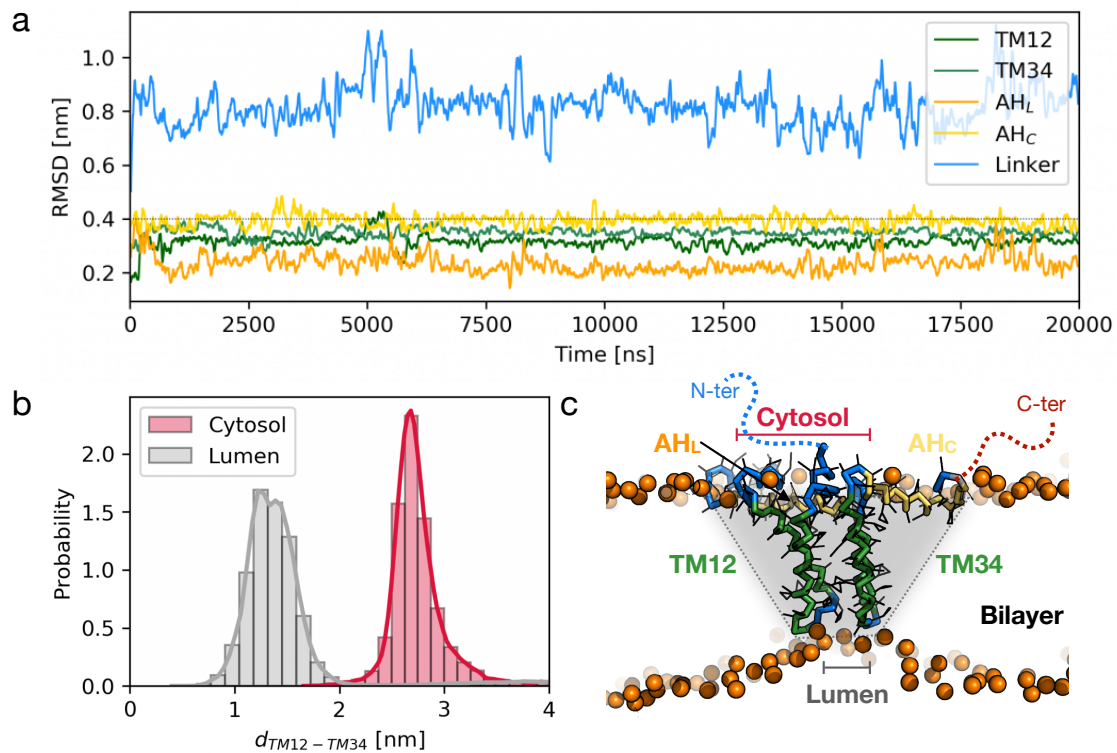 a
RMSD [nm]
1.0
0.8
0.6
0.4
0.2
0 2500 5000 7500 10000 12500 15000 17500 20000
Time [ns]
TM12
TM34
AH_L
AH_C
Linker
b
Probability
2.0
1.5
1.0
0.5
0.0
0 1 2 3 4
d_TM12−TM34 [nm]
Cytosol
Lumen
c
N-ter
Cytosol
C-ter
AH_L
AH_C
TM12
TM34
Bilayer
Lumen